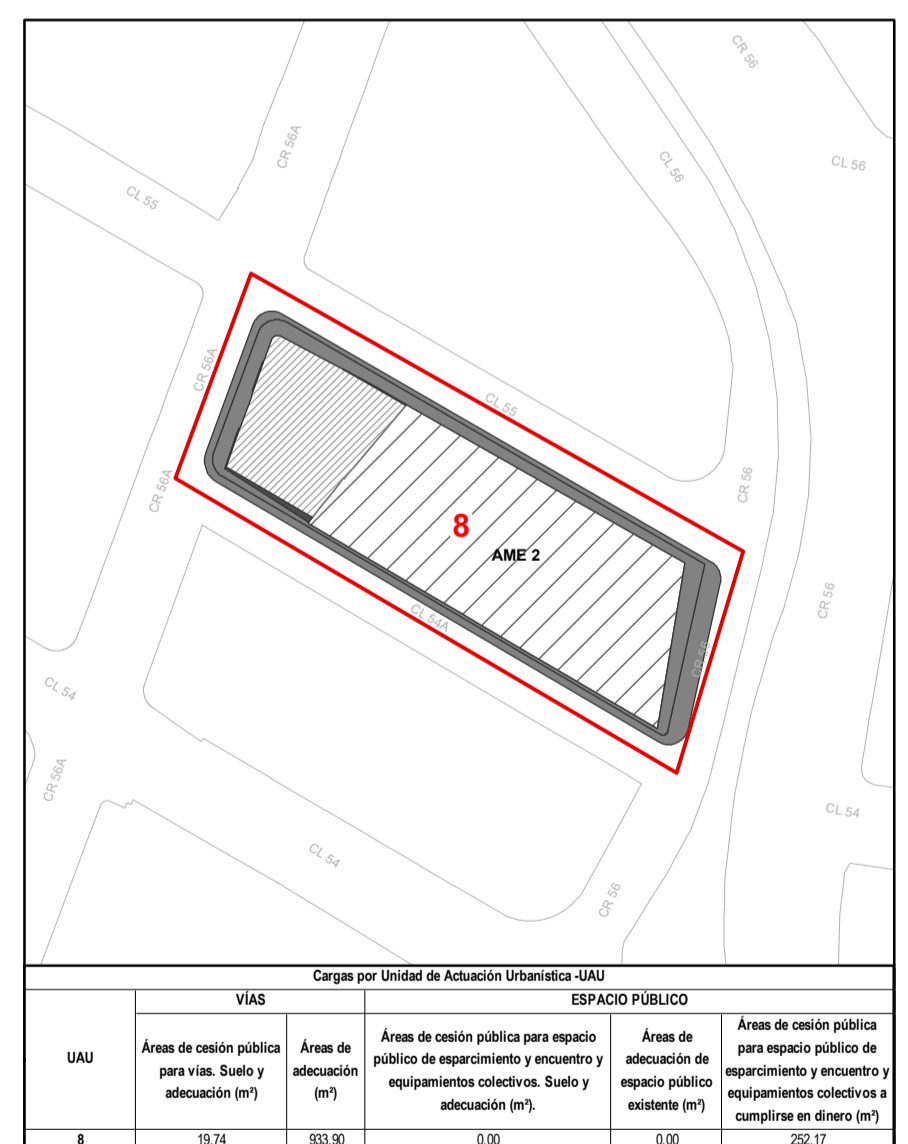 CR 56
CR 56A
CL 56
CL 56
CL 55
CR 56A
CL 55
CR 56
CR 56A
8
AME 2
CR 56
CL 54A
CR 56
CL 54
CR 56A
CL 54
CL 54
CR 56
Cargas por Unidad de Actuación Urbanística -UAU
VÍAS
ESPACIO PÚBLICO
UAU
Áreas de cesión pública
para vías. Suelo y
adecuación (m²)
Áreas de
adecuación
(m²)
Áreas de cesión pública para espacio
público de esparcimiento y encuentro y
equipamientos colectivos. Suelo y
adecuación (m²).
Áreas de
adecuación de
espacio público
existente (m²)
Áreas de cesión pública
para espacio público de
esparcimiento y encuentro y
equipamientos colectivos a
cumplirse en dinero (m²)
8 19.74 933.90 0.00 0.00 252.17